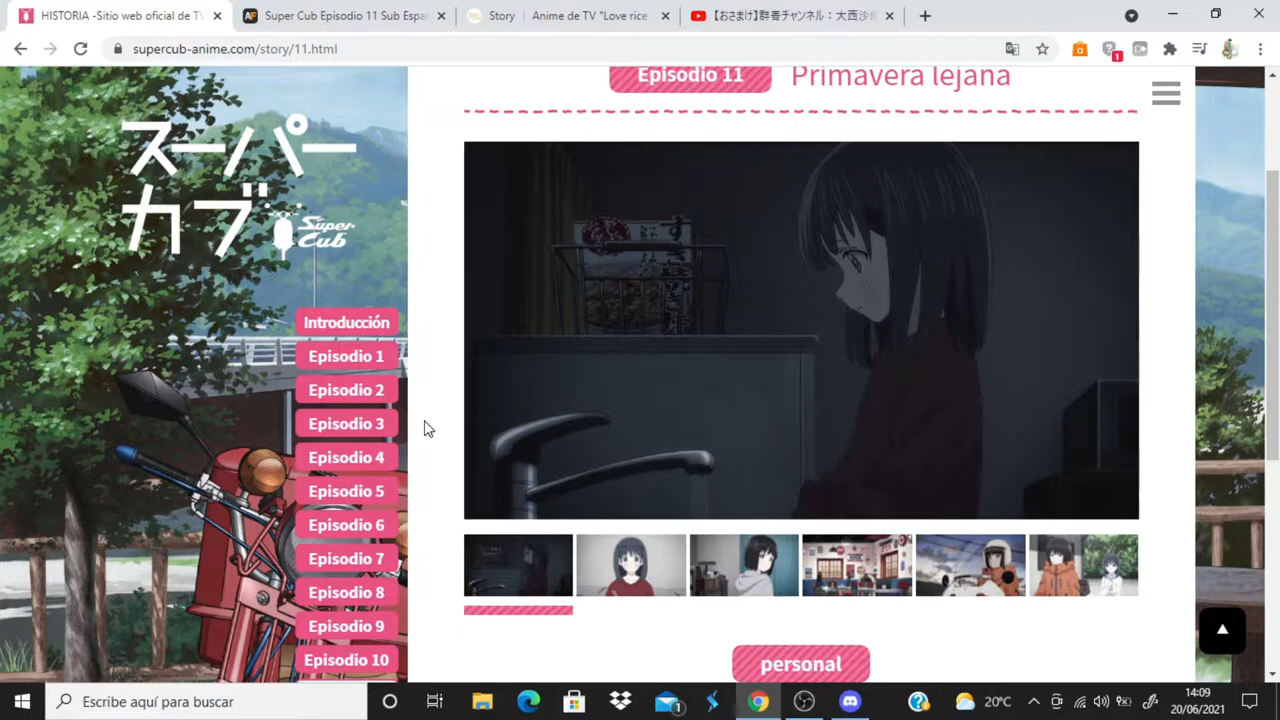 HISTORIA -Sitio web oficial de TV
Super Cub Episodio 11 Sub Espa
Story | Anime de TV "Love rice
【おさまけ】群青チャンネル：大西沙織
supercub-anime.com/story/11.html
1
Episodio 11
Primavera lejana
スーパー
カブ
Super
Cub
Introducción
Episodio 1
Episodio 2
Episodio 3
Episodio 4
Episodio 5
Episodio 6
Episodio 7
Episodio 8
Episodio 9
Episodio 10
personal
Escribe aquí para buscar
1
20°C
14:09
20/06/2021